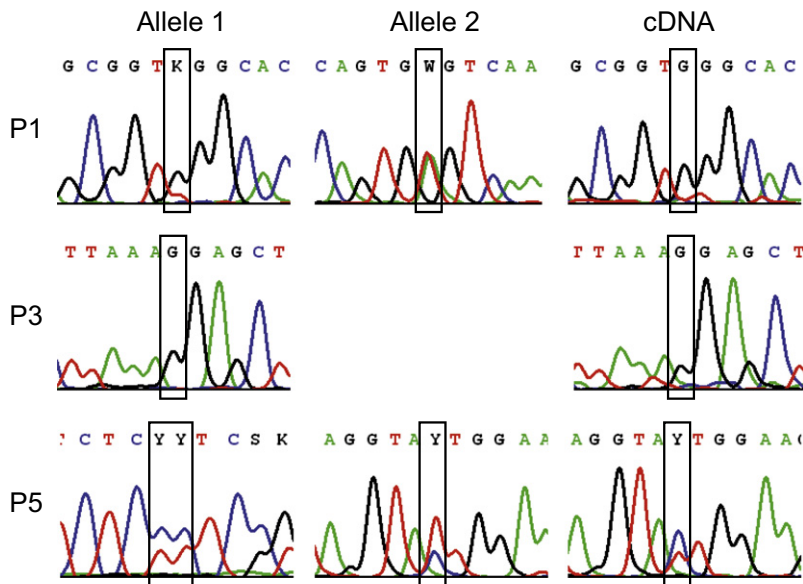 Allele 1 Allele 2 cDNA
G C G G T K G G C A C C A G T G W G T C A A G C G G T G G G C A C
P1
T T A A A G G A G C T T T A A A G G A G C T
P3
T C T C Y Y T C S K A G G T A Y T G G A A A G G T A Y T G G A A G
P5